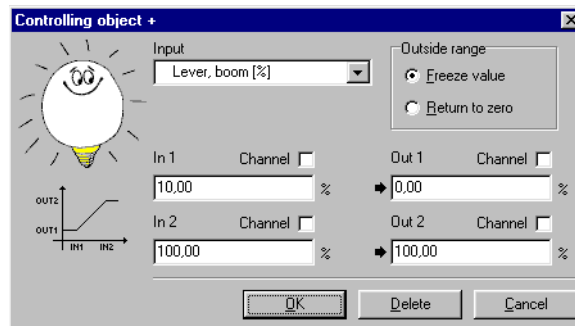 Controlling object +
Input
Lever, boom [%]
Outside range
Freeze value
Return to zero
In 1 Channel
10,00 %
Out 1 Channel
0,00 %
In 2 Channel
100,00 %
Out 2 Channel
100,00 %
OUT2
OUT1
IN1 IN2
OK Delete Cancel